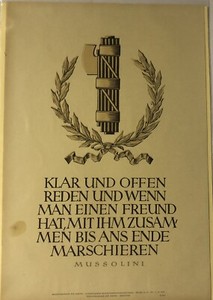 KLAR UND OFFEN
REDEN UND WENN
MAN EINEN FREUND
HAT, MIT IHM ZUSAM-
MEN BIS ANS ENDE
MARSCHIEREN
MUSSOLINI